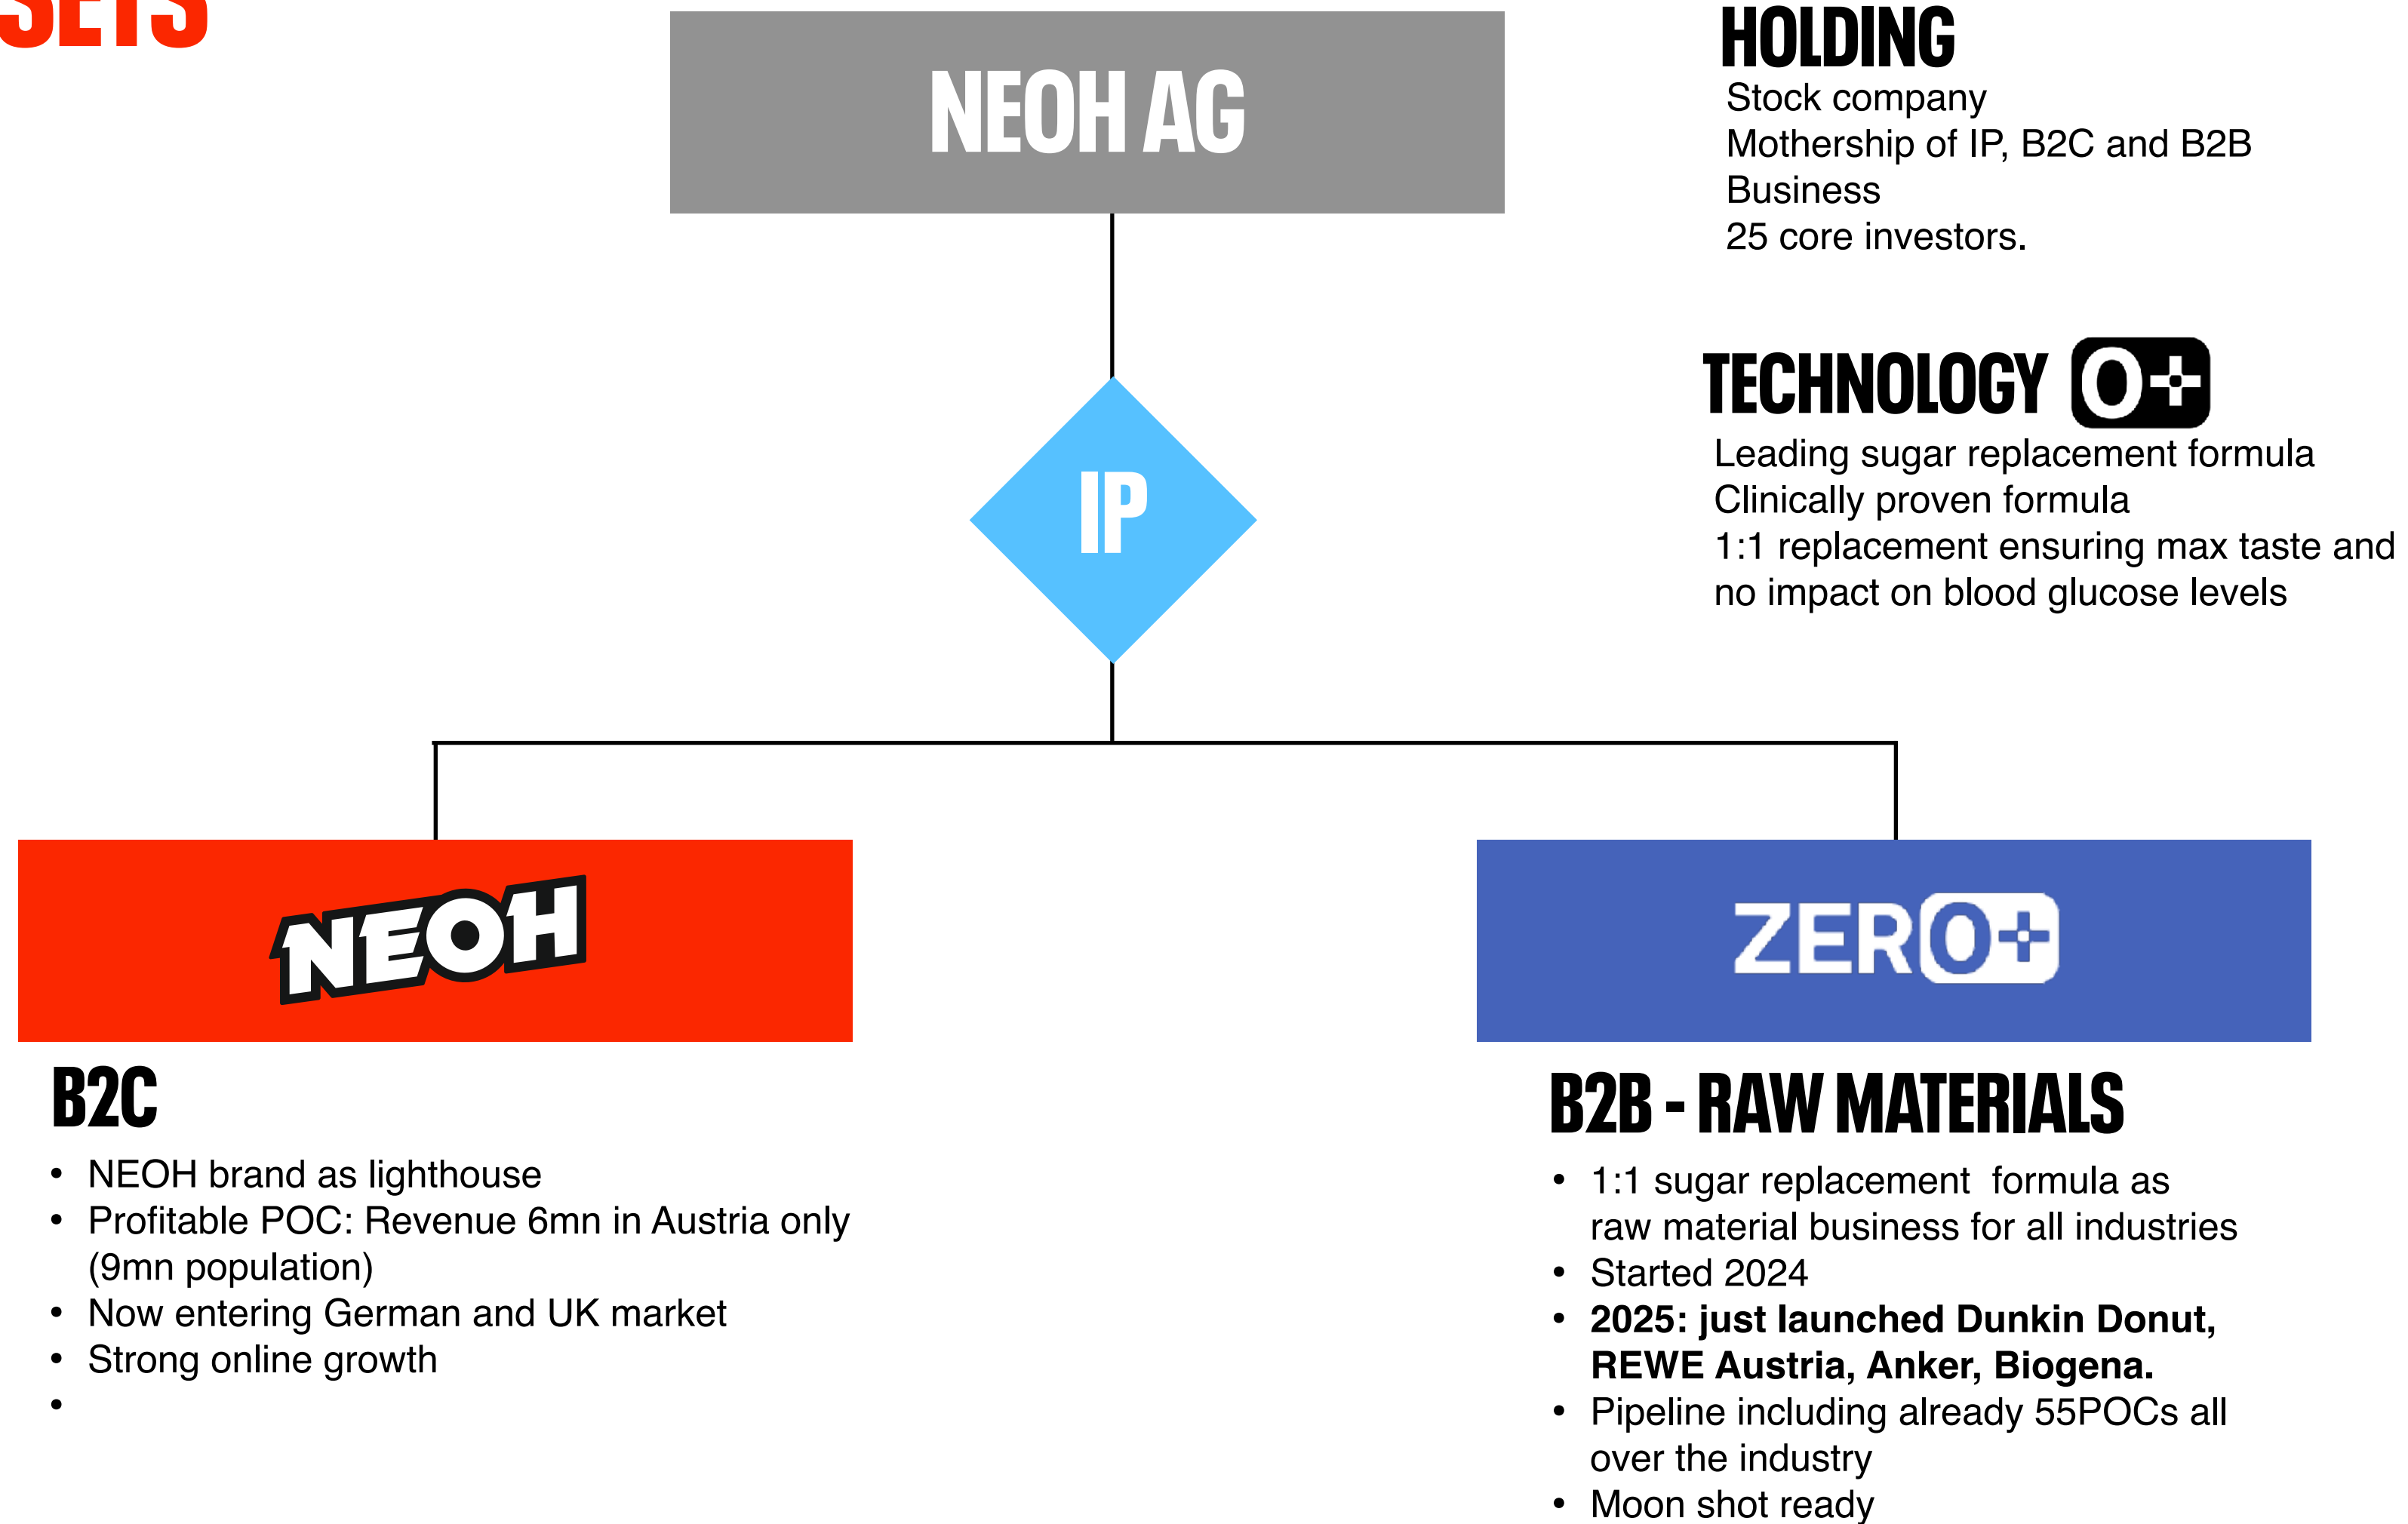 SETS
NEOH AG
HOLDING
Stock company
Mothership of IP, B2C and B2B
Business
25 core investors.
IP
TECHNOLOGY O+
Leading sugar replacement formula
Clinically proven formula
1:1 replacement ensuring max taste and
no impact on blood glucose levels
NEOH
B2C
• NEOH brand as lighthouse
• Profitable POC: Revenue 6mn in Austria only
(9mn population)
• Now entering German and UK market
• Strong online growth
•
ZERO+
B2B - RAW MATERIALS
• 1:1 sugar replacement  formula as
raw material business for all industries
• Started 2024
• 2025: just launched Dunkin Donut,
REWE Austria, Anker, Biogena.
• Pipeline including already 55POCs all
over the industry
• Moon shot ready